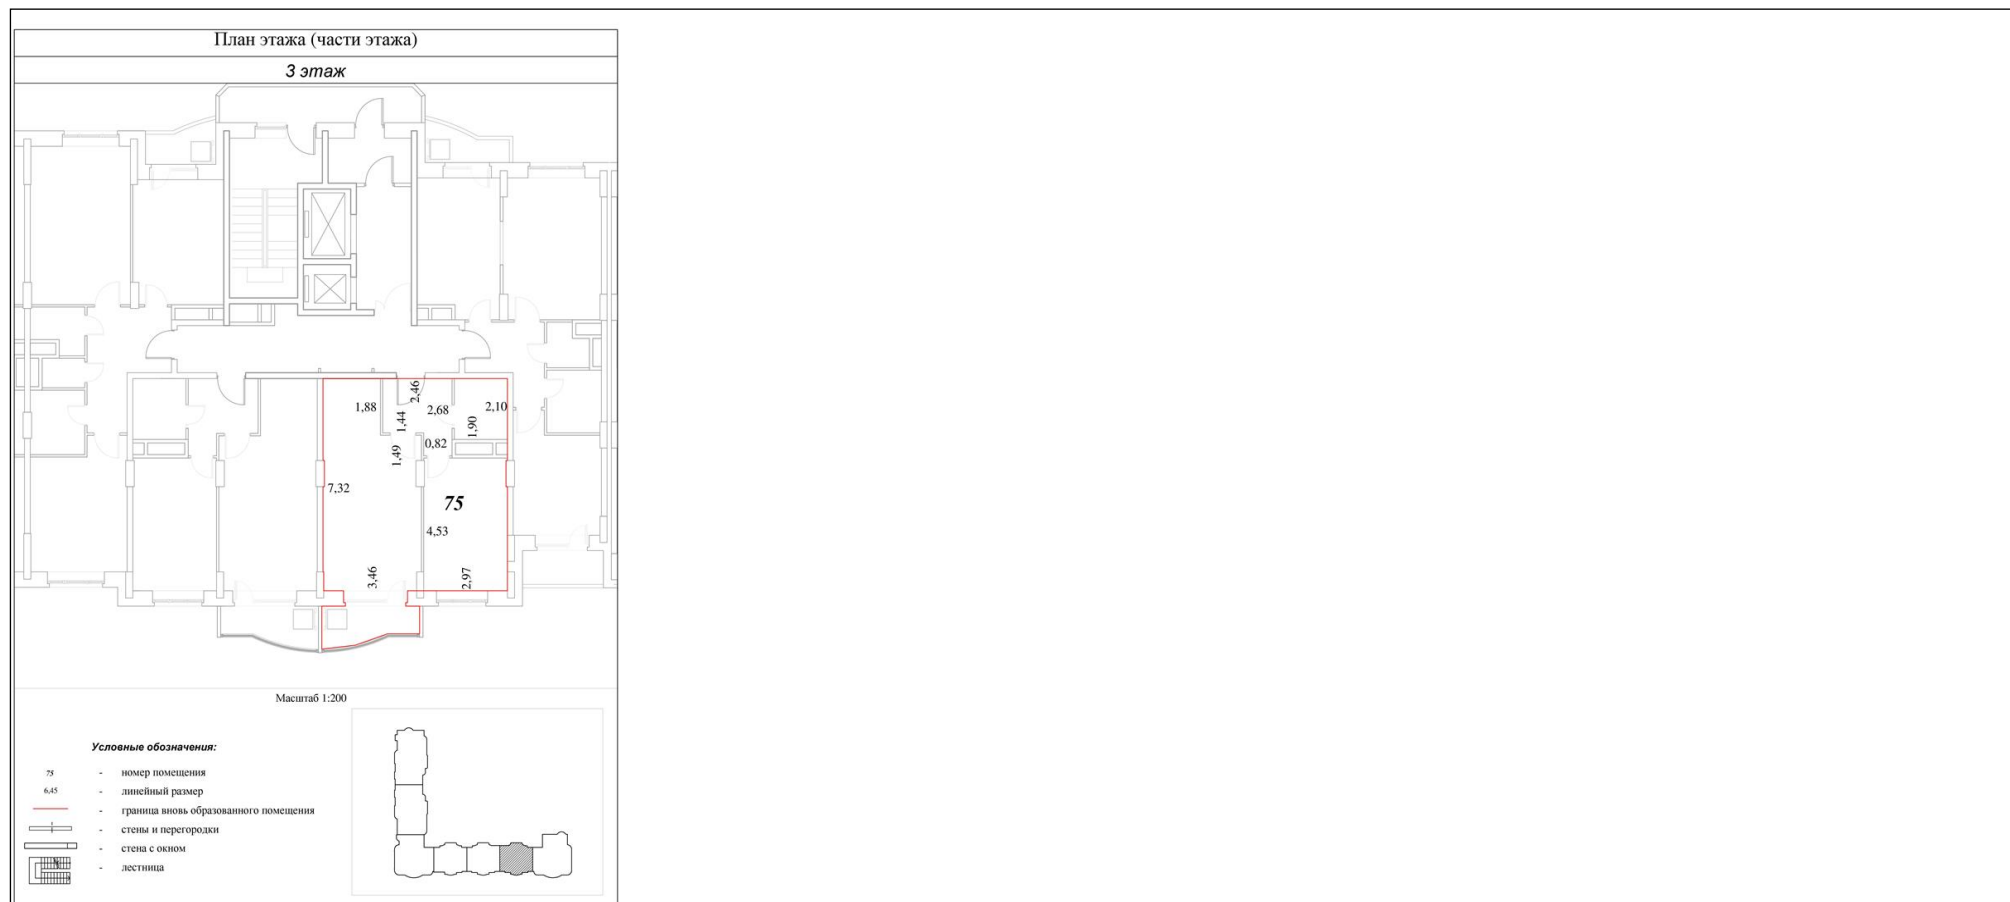 План этажа (части этажа)
3 этаж
2,46
1,88
2,68
2,10
1,44
1,90
0,82
1,49
7,32
75
4,53
3,46
2,97
Масштаб 1:200
Условные обозначения:
75 - номер помещения
6,45 - линейный размер
- граница вновь образованного помещения
- стены и перегородки
- стена с окном
- лестница